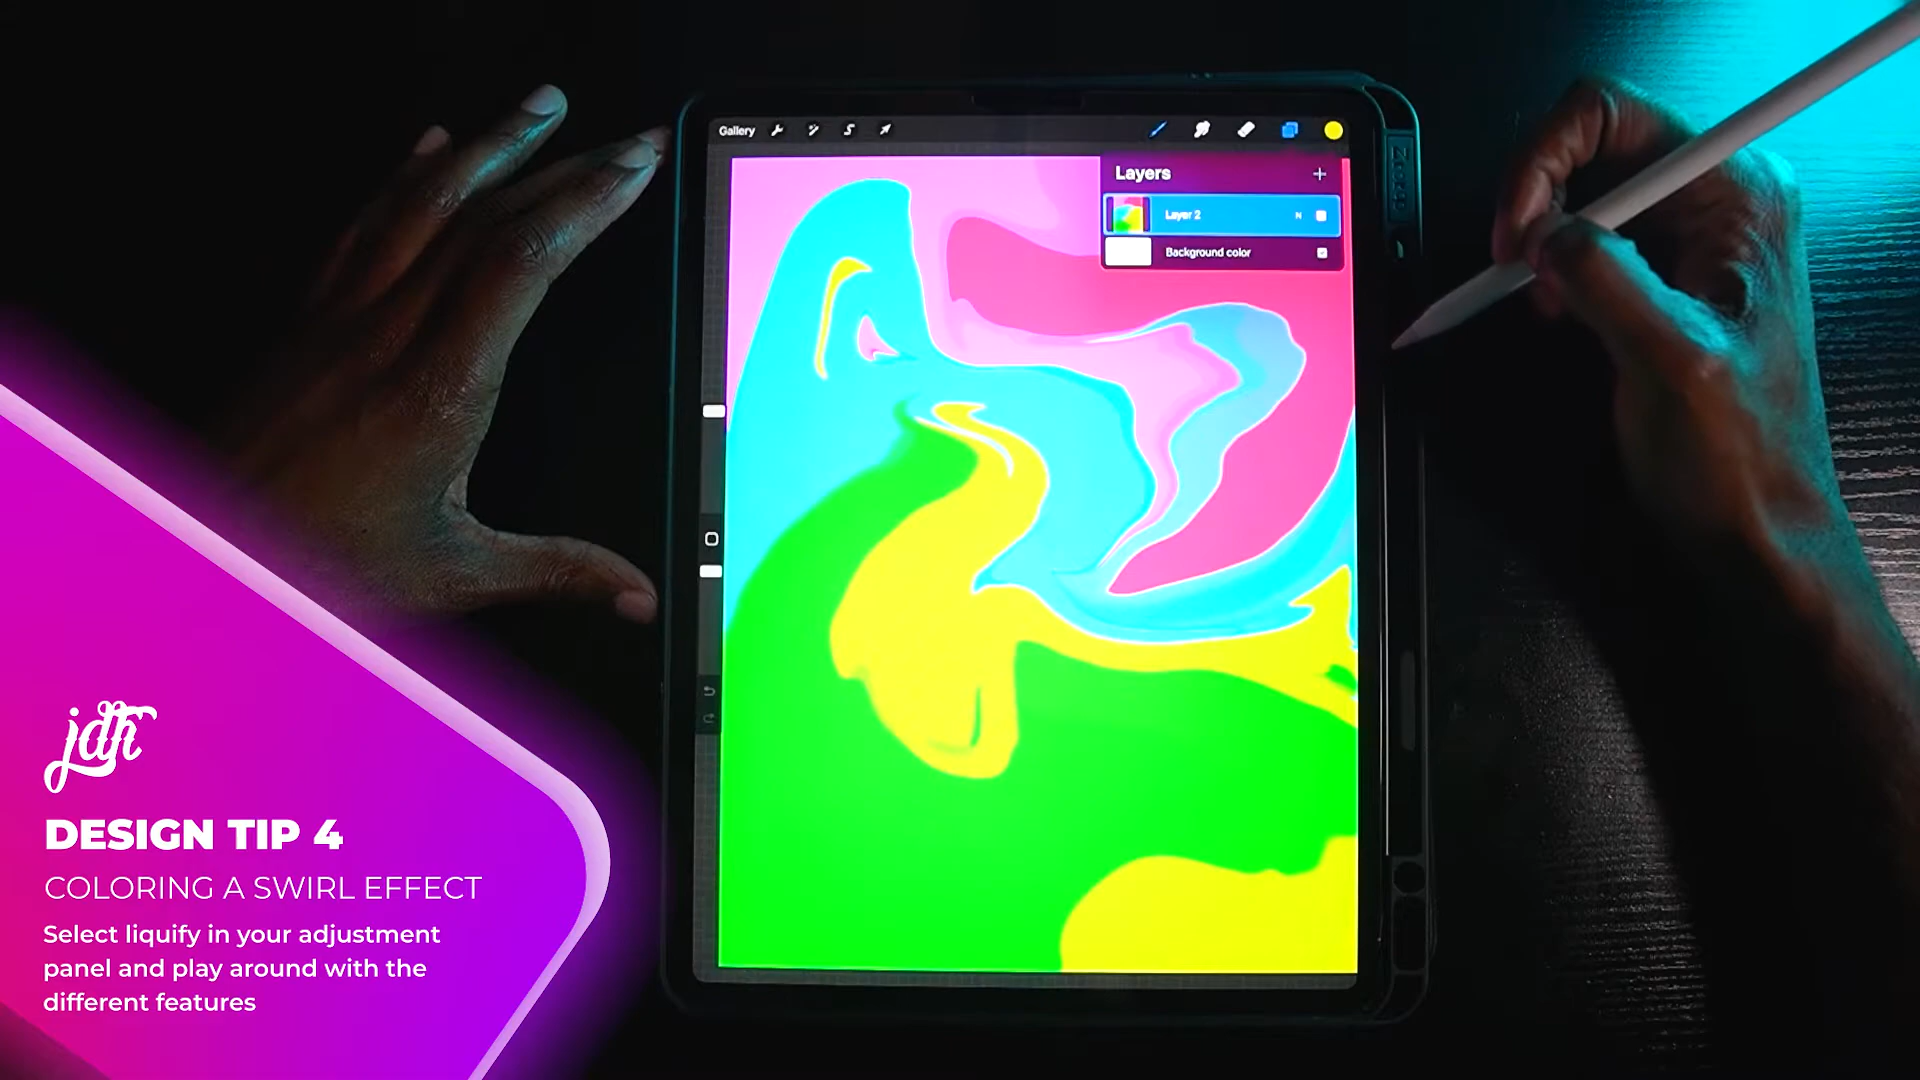 Gallery
Layers
Layer 2
N
Background color
jdh
DESIGN TIP 4
COLORING A SWIRL EFFECT
Select liquify in your adjustment
panel and play around with the
different features